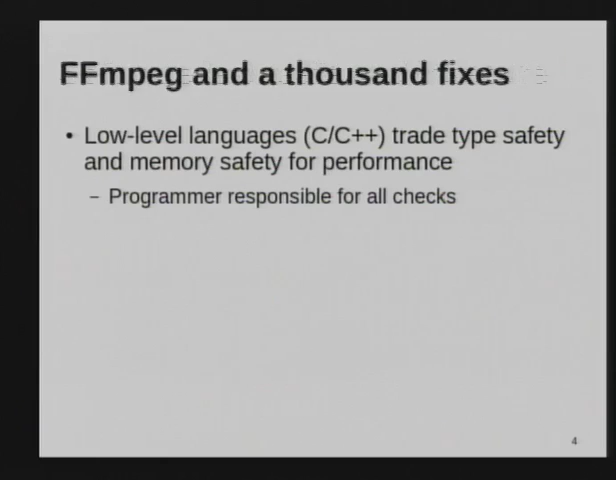 FFmpeg and a thousand fixes
• Low-level languages (C/C++) trade type safety
and memory safety for performance
– Programmer responsible for all checks
4